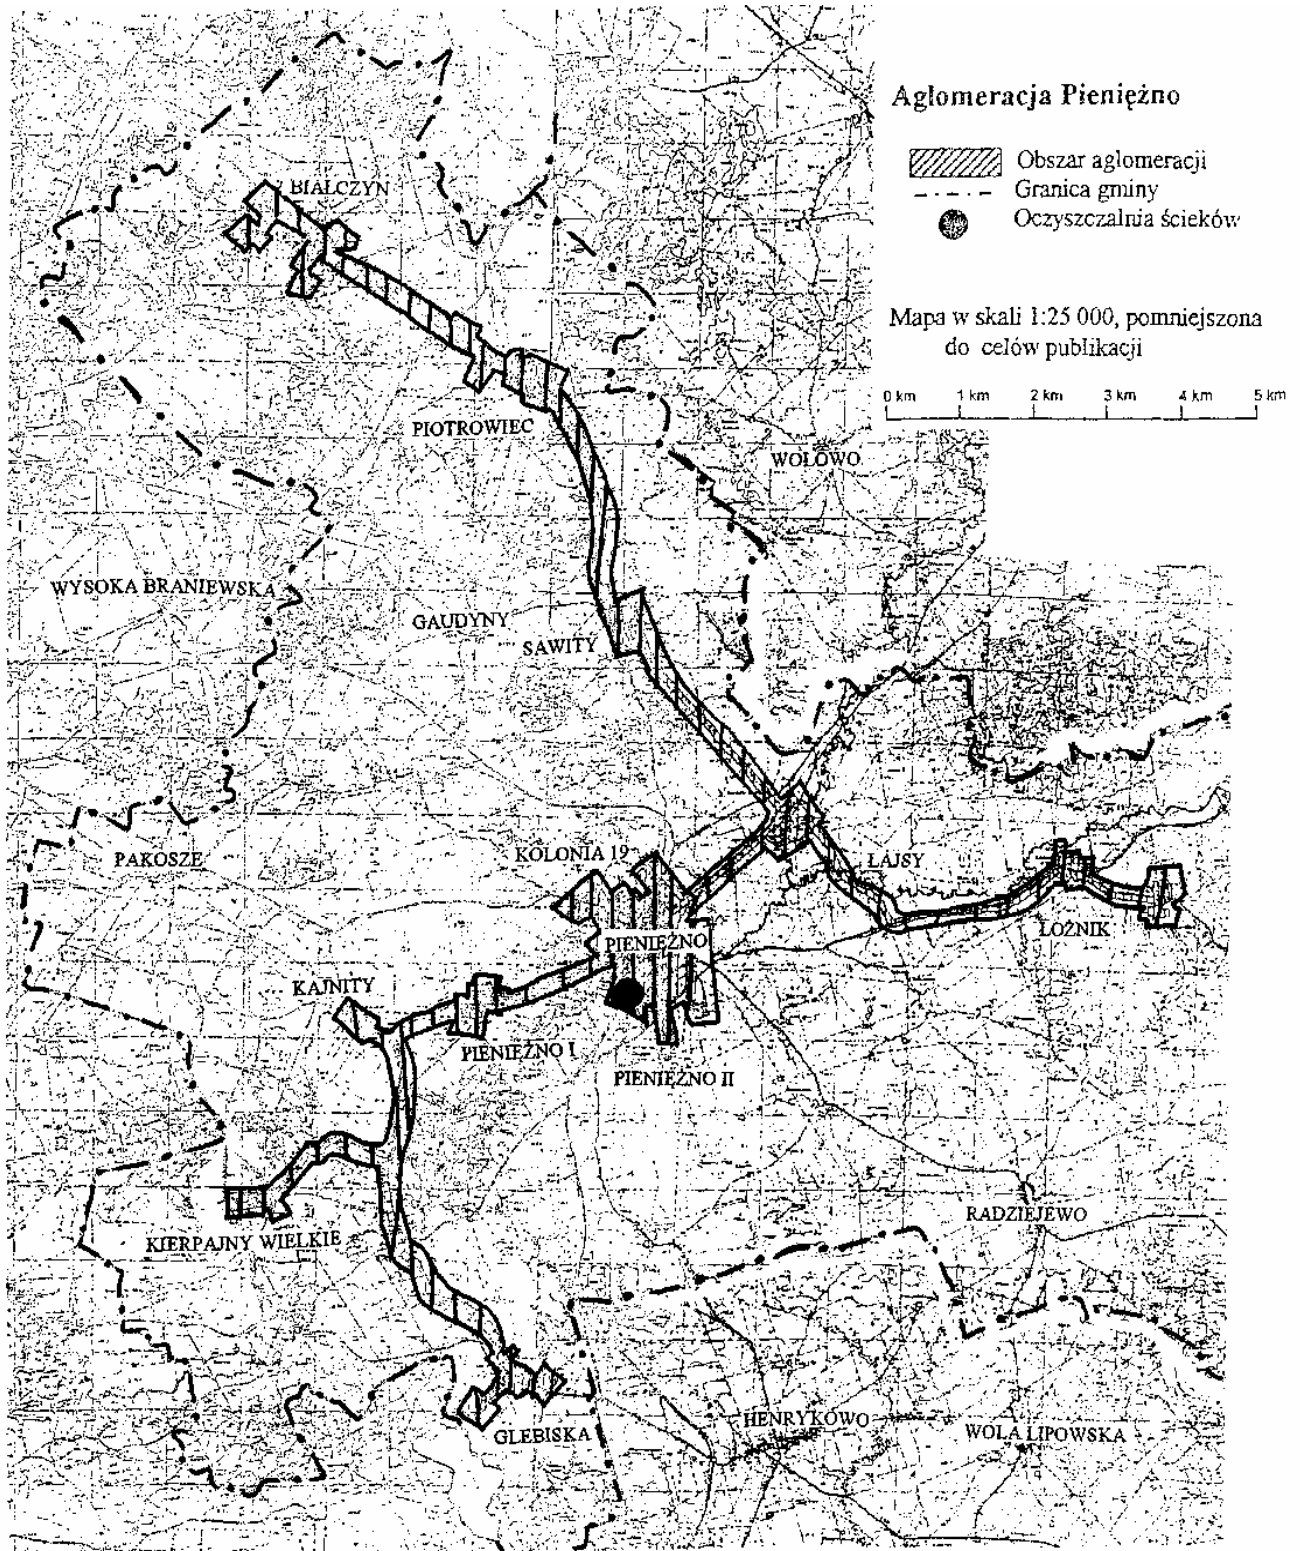 Aglomeracja Pieniężno
Obszar aglomeracji
Granica gminy
Oczyszczalnia ścieków
Mapa w skali 1:25 000, pomniejszona
do celów publikacji
0 km 1 km 2 km 3 km 4 km 5 km
BIAŁCZYN
PIOTROWIEC
WOŁOWO
WYSOKA BRANIEWSKA
GAUDYNY
SAWITY
PAKOSZE
KOLONIA 19
ŁAJSY
PIENIĘŻNO
ŁOŹNIK
KAJNITY
PIENIĘŻNO I
PIENIĘŻNO II
RADZIEJEWO
KIERPAJNY WIELKIE
HENRYKOWO
GLEBISKA
WOLA LIPOWSKA